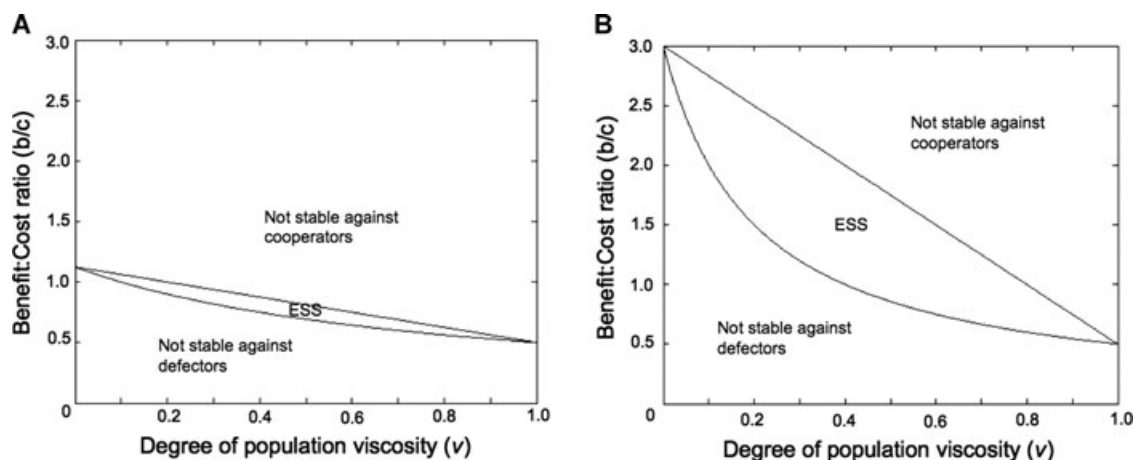 A
3.0
2.5
2.0
1.5
1.0
0.5
0
0.2
0.4
0.6
0.8
1.0
Benefit:Cost ratio (b/c)
Degree of population viscosity (v)
Not stable against
cooperators
ESS
Not stable against
defectors
B
3.0
2.5
2.0
1.5
1.0
0.5
0
0.2
0.4
0.6
0.8
1.0
Benefit:Cost ratio (b/c)
Degree of population viscosity (v)
Not stable against
cooperators
ESS
Not stable against
defectors